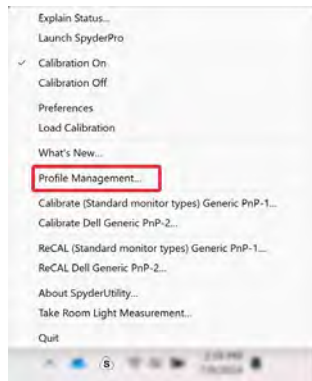 Explain Status...
Launch SpyderPro
✓ Calibration On
Calibration Off
Preferences
Load Calibration
What's New...
Profile Management...
Calibrate (Standard monitor types) Generic PnP-1...
Calibrate Dell Generic PnP-2...
ReCAL (Standard monitor types) Generic PnP-1...
ReCAL Dell Generic PnP-2...
About SpyderUtility...
Take Room Light Measurement...
Quit
S